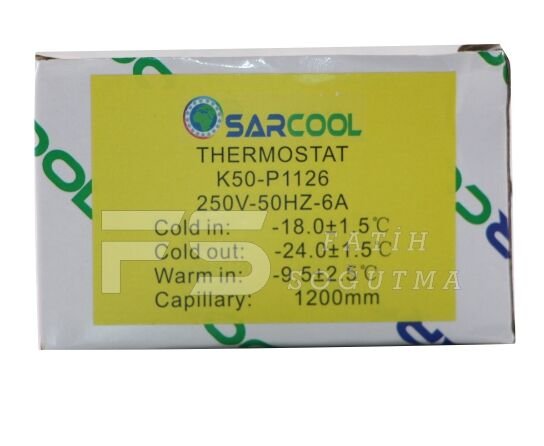 SARCOOL
THERMOSTAT
K50-P1126
250V-50HZ-6A
Cold in: -18.0±1.5℃
Cold out: -24.0±1.5℃
Warm in: -9.5±2.5℃
Capillary: 1200mm
FS FATİH
SOĞUTMA